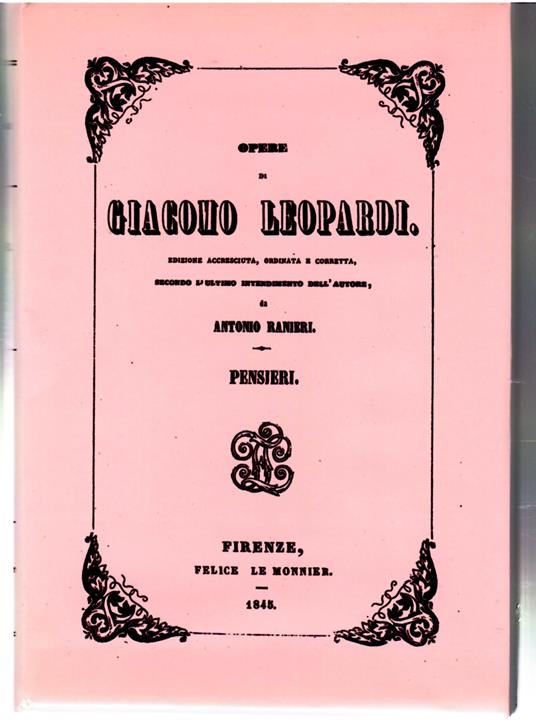 OPERE
DI
GIACOMO LEOPARDI.
EDIZIONE ACCRESCIUTA, ORDINATA E CORRETTA,
SECONDO L'ULTIMO INTENDIMENTO DELL'AUTORE,
da
ANTONIO RANIERI.
PENSIERI.
FIRENZE,
FELICE LE MONNIER.
1845.